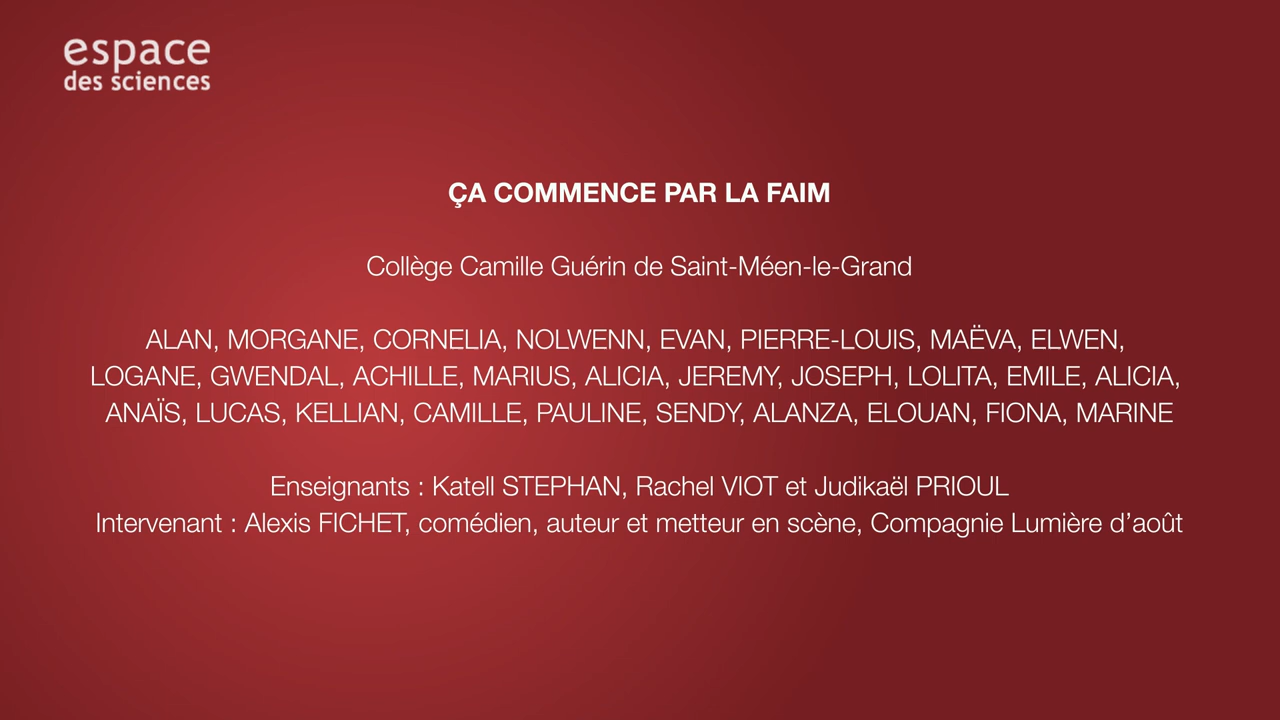 espace
des sciences
ÇA COMMENCE PAR LA FAIM
Collège Camille Guérin de Saint-Méen-le-Grand
ALAN, MORGANE, CORNELIA, NOLWENN, EVAN, PIERRE-LOUIS, MAËVA, ELWEN,
LOGANE, GWENDAL, ACHILLE, MARIUS, ALICIA, JEREMY, JOSEPH, LOLITA, EMILE, ALICIA,
ANAÏS, LUCAS, KELLIAN, CAMILLE, PAULINE, SENDY, ALANZA, ELOUAN, FIONA, MARINE
Enseignants : Katell STEPHAN, Rachel VIOT et Judikaël PRIOUL
Intervenant : Alexis FICHET, comédien, auteur et metteur en scène, Compagnie Lumière d’août